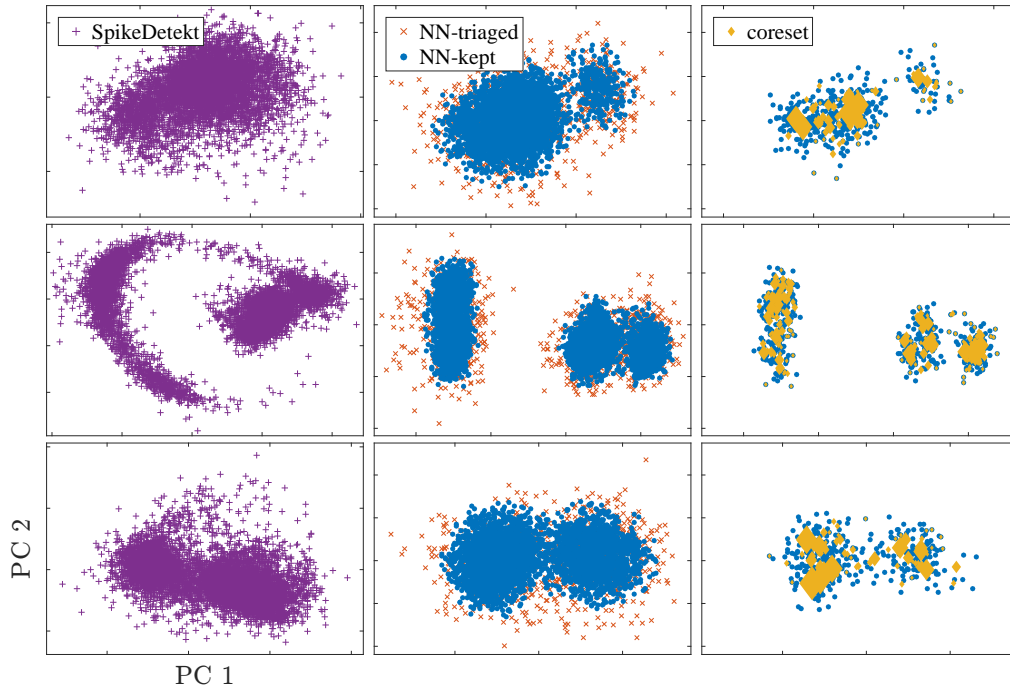 SpikeDetekt
NN-triaged
NN-kept
coreset
PC 2
PC 1